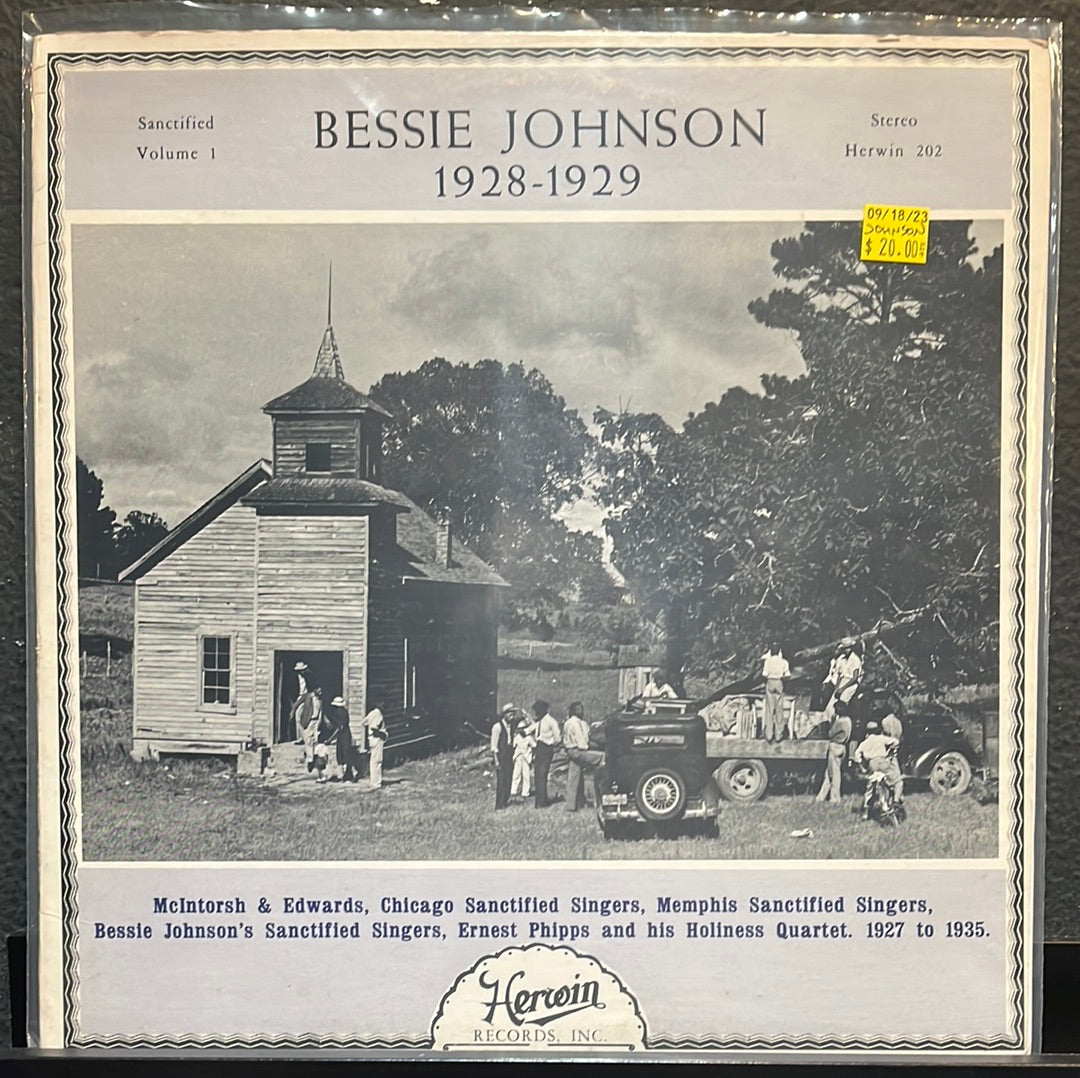 Sanctified
Volume 1
BESSIE JOHNSON
1928-1929
Stereo
Herwin 202
09/18/23
JOHNSON
$ 20.00
McIntorsh & Edwards, Chicago Sanctified Singers, Memphis Sanctified Singers,
Bessie Johnson's Sanctified Singers, Ernest Phipps and his Holiness Quartet. 1927 to 1935.
Herwin
RECORDS, INC.